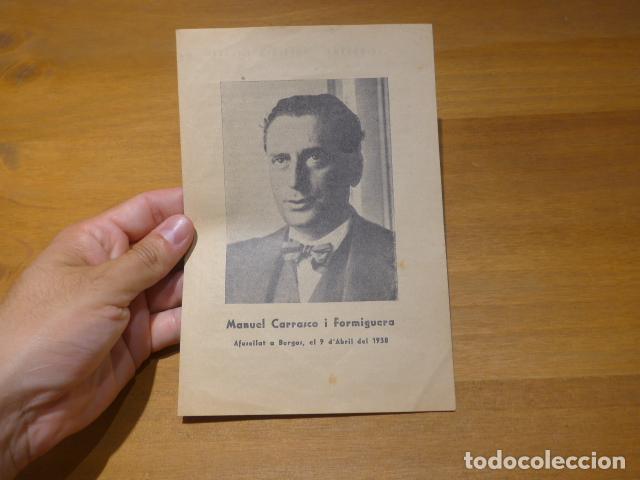 Manuel Carrasco i Formiguera
Afusellat a Burgos, el 9 d'Abril del 1938
todocoleccion